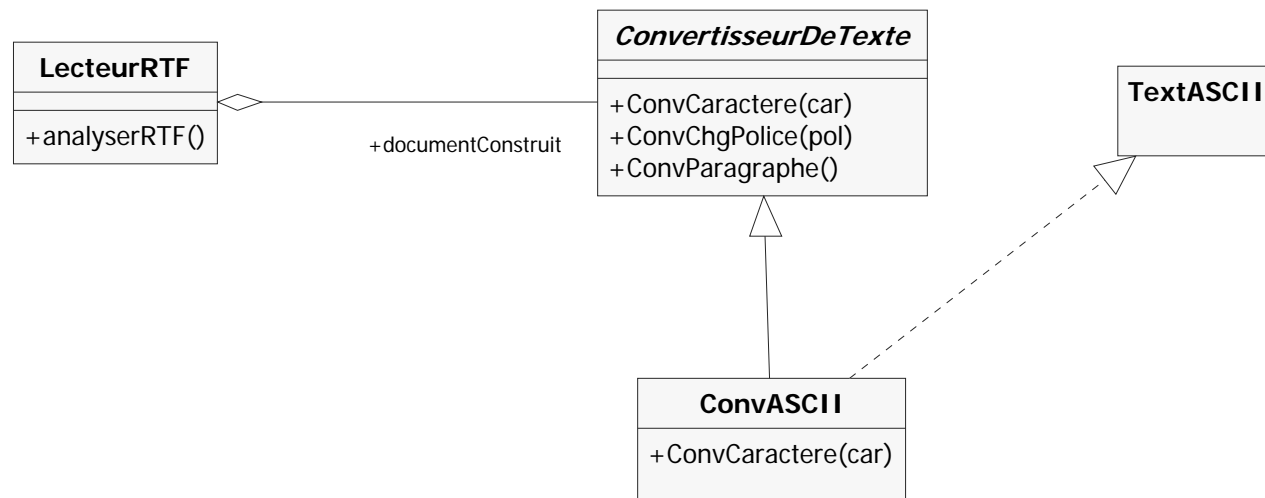 LecteurRTF
+analyserRTF()
+documentConstruit
ConvertisseurDeTexte
+ConvCaractere(car)
+ConvChgPolice(pol)
+ConvParagraphe()
TextASCII
ConvASCII
+ConvCaractere(car)